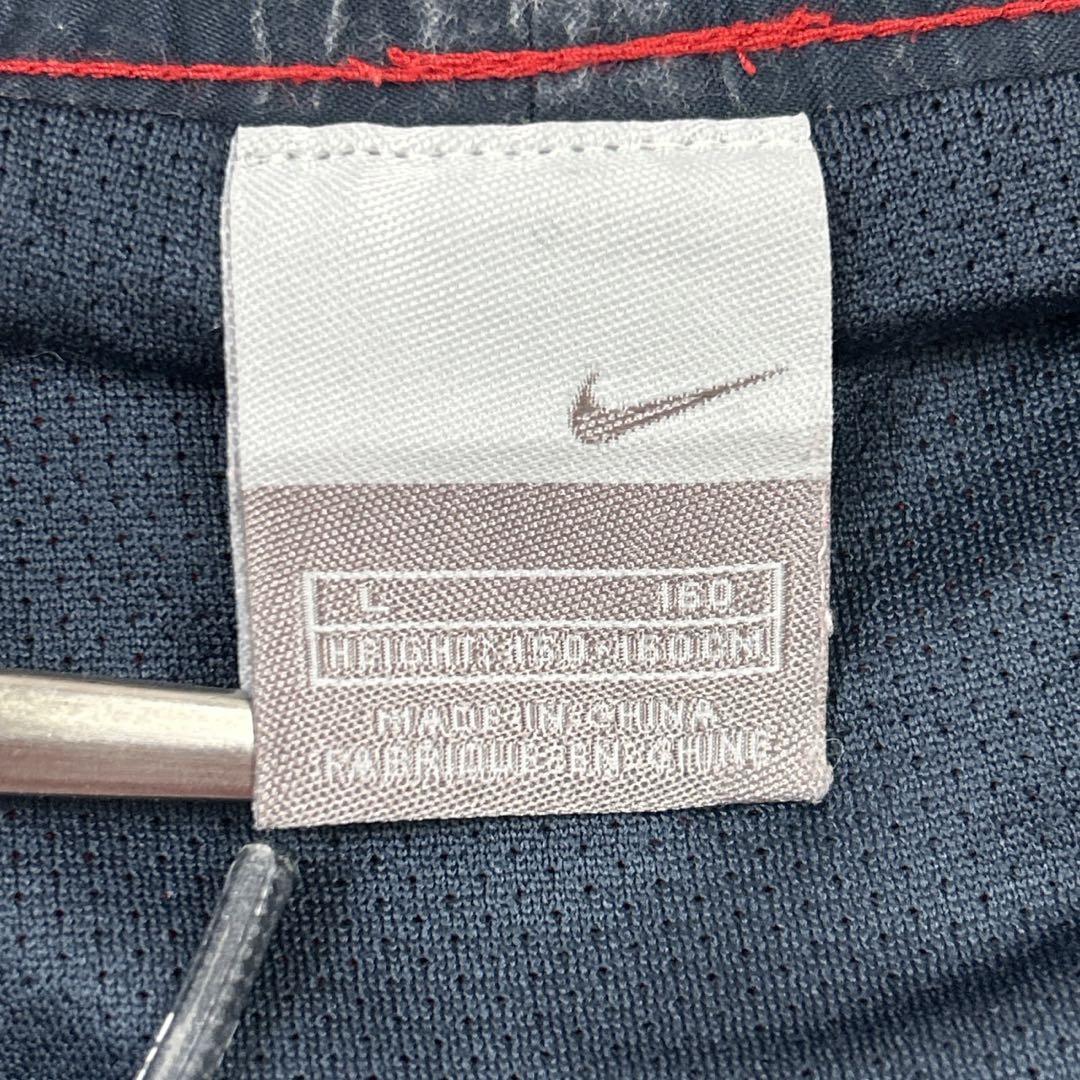 L 160
HEIGHT:150-160CM
MADE IN CHINA
FABRIQUE EN CHINE